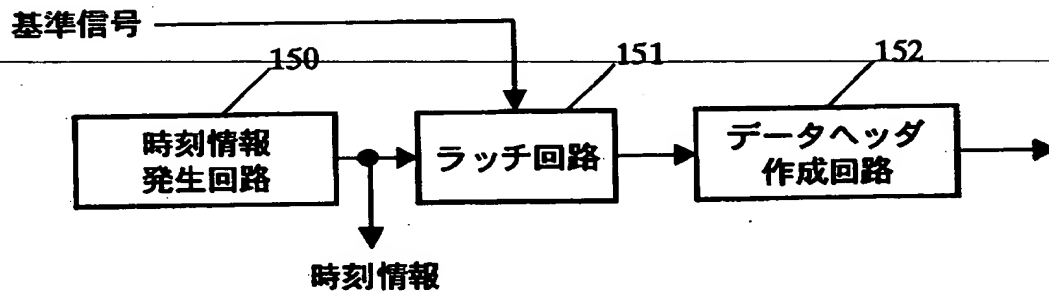 基準信号
150
151
152
時刻情報
発生回路
ラッチ回路
データヘッダ
作成回路
時刻情報